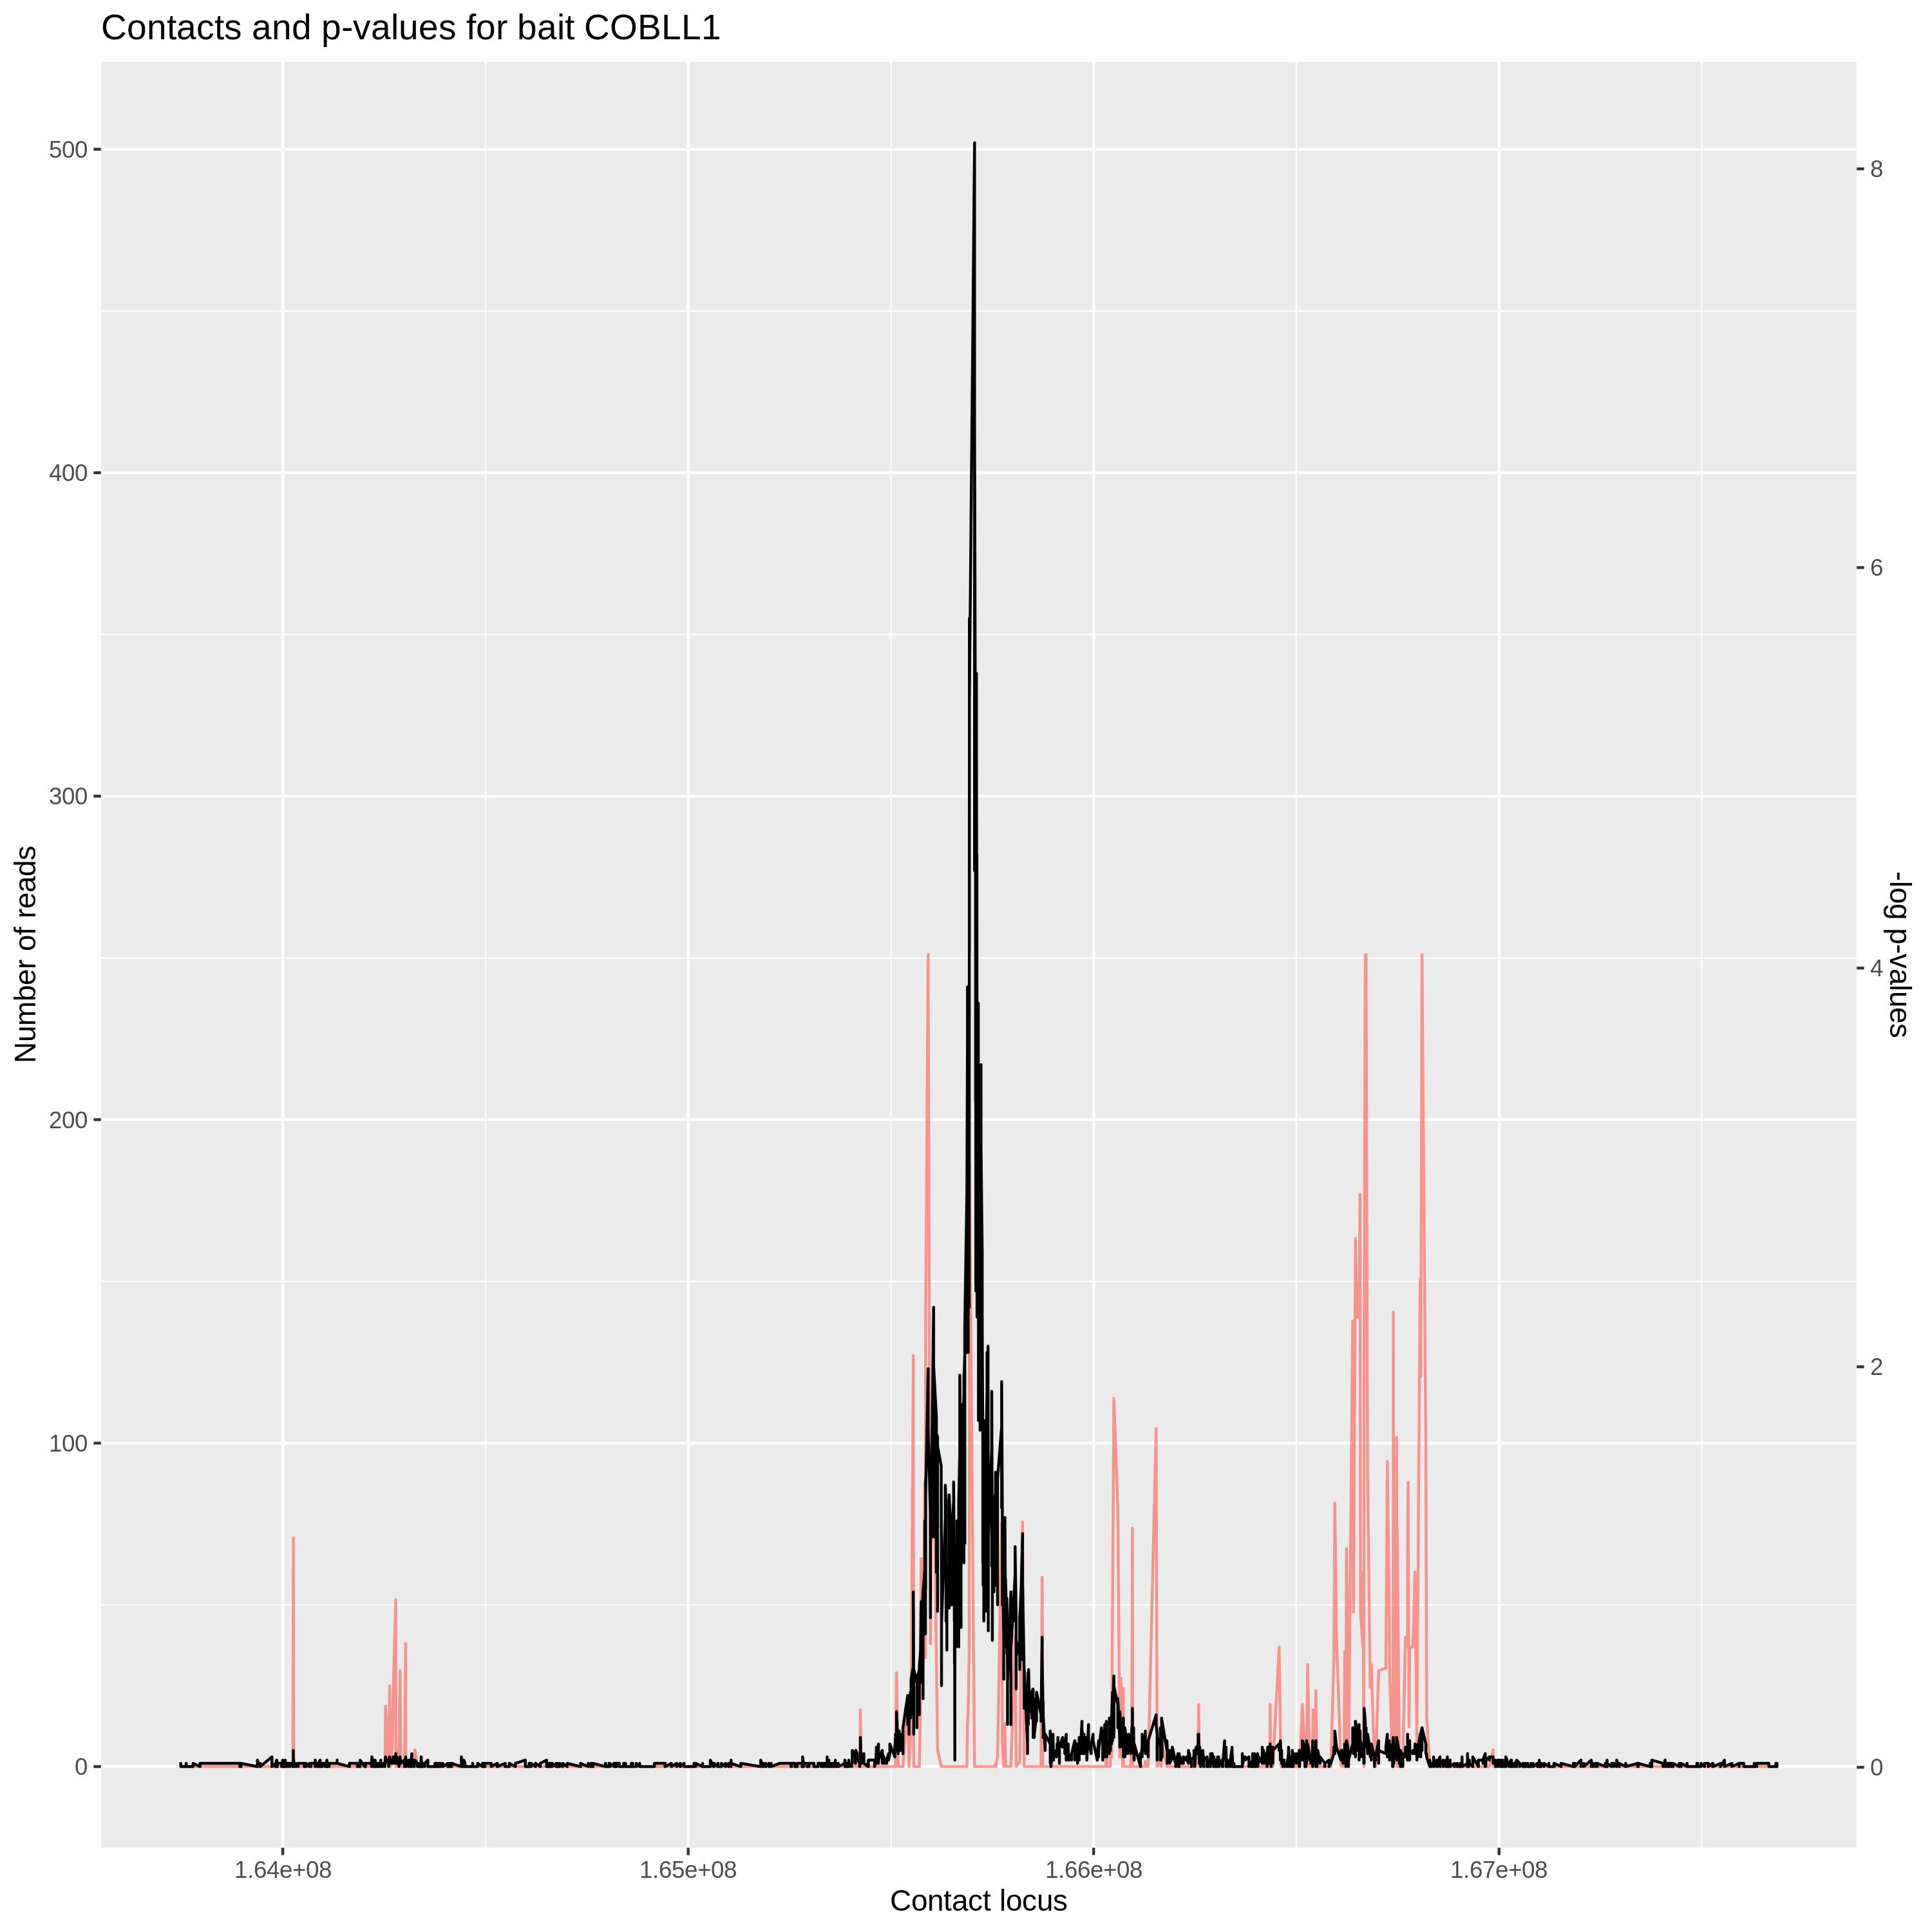 Contacts and p-values for bait COBLL1
500
400
300
200
100
0
Number of reads
8
6
4
2
0
-log p-values
1.64e+08
1.65e+08
1.66e+08
1.67e+08
Contact locus